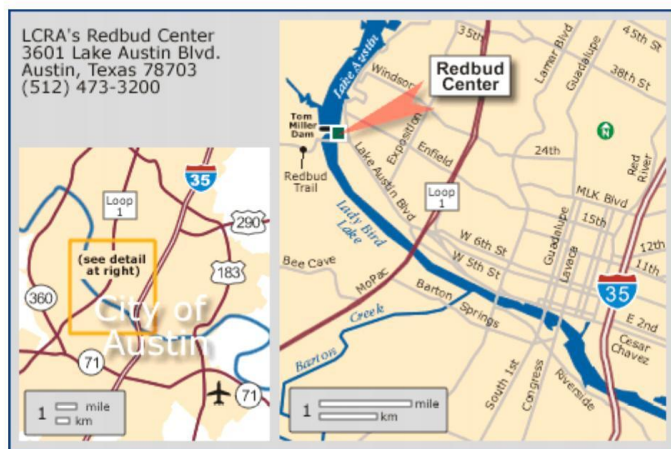 LCRA's Redbud Center
3601 Lake Austin Blvd.
Austin, Texas 78703
(512) 473-3200
35
Loop
1
290
(see detail
at right)
183
360
City of
Austin
71
71
1 mile
km
Lake Austin
35th
Lamar Blvd
Guadalupe
45th St
38th St
Windsor
Redbud
Center
Tom
Miller
Dam
N
Exposition
Enfield
24th
Red River
Redbud
Trail
Lake Austin Blvd
Loop
1
MLK Blvd
15th
Lady Bird
Lake
Guadalupe
Lavaca
12th
11th
W 6th St
W 5th St
Bee Cave
MoPac
35
Barton
Springs
E 2nd
Cesar
Chavez
Barton Creek
South 1st
Congress
Riverside
1 mile
km